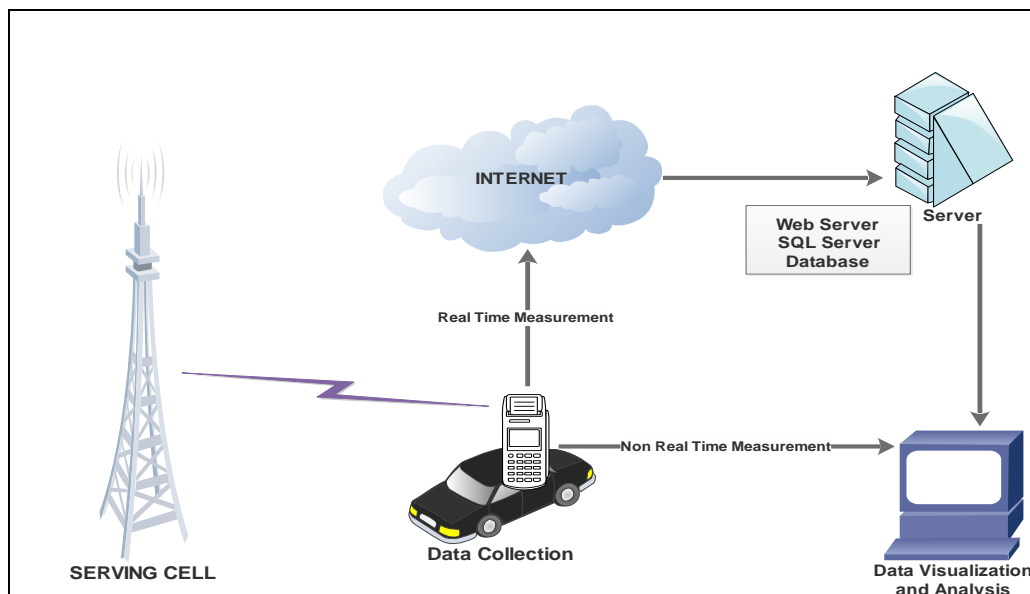 INTERNET
Server
Web Server
SQL Server
Database
Real Time Measurement
Non Real Time Measurement
Data Collection
SERVING CELL
Data Visualization
and Analysis